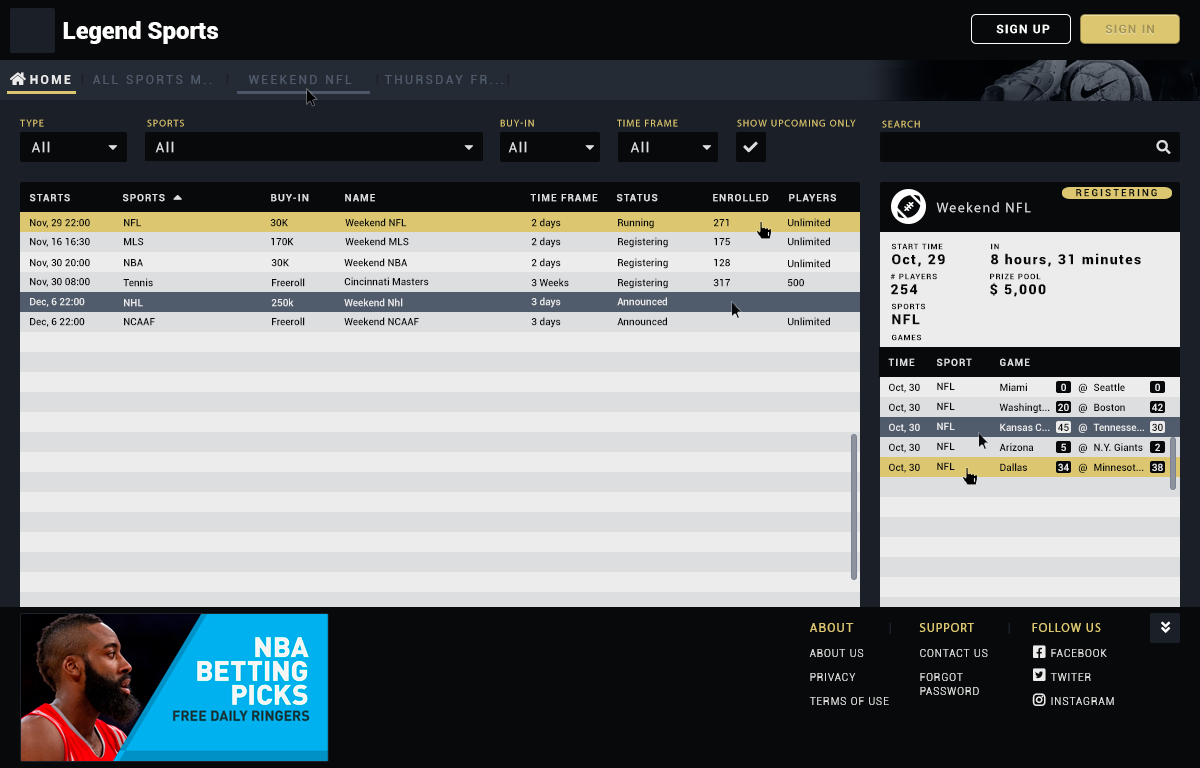 Legend Sports
SIGN UP
SIGN IN
HOME
ALL SPORTS M..
WEEKEND NFL
THURSDAY FR...
TYPE
SPORTS
BUY-IN
TIME FRAME
SHOW UPCOMING ONLY
SEARCH
All
All
All
All
STARTS SPORTS BUY-IN NAME TIME FRAME STATUS ENROLLED PLAYERS
Nov, 29 22:00 NFL 30K Weekend NFL 2 days Running 271 Unlimited
Nov, 16 16:30 MLS 170K Weekend MLS 2 days Registering 175 Unlimited
Nov, 30 20:00 NBA 30K Weekend NBA 2 days Registering 128 Unlimited
Nov, 30 08:00 Tennis Freeroll Cincinnati Masters 3 Weeks Registering 317 500
Dec, 6 22:00 NHL 250k Weekend Nhl 3 days Announced
Dec, 6 22:00 NCAAF Freeroll Weekend NCAAF 3 days Announced Unlimited
REGISTERING
Weekend NFL
START TIME IN
Oct, 29 8 hours, 31 minutes
# PLAYERS PRIZE POOL
254 $ 5,000
SPORTS
NFL
GAMES
TIME SPORT GAME
Oct, 30 NFL Miami 0 @ Seattle 0
Oct, 30 NFL Washingt... 20 @ Boston 42
Oct, 30 NFL Kansas C... 45 @ Tennesse... 30
Oct, 30 NFL Arizona 5 @ N.Y. Giants 2
Oct, 30 NFL Dallas 34 @ Minnesot... 38
NBA
BETTING
PICKS
FREE DAILY RINGERS
ABOUT
ABOUT US
PRIVACY
TERMS OF USE
SUPPORT
CONTACT US
FORGOT
PASSWORD
FOLLOW US
FACEBOOK
TWITER
INSTAGRAM